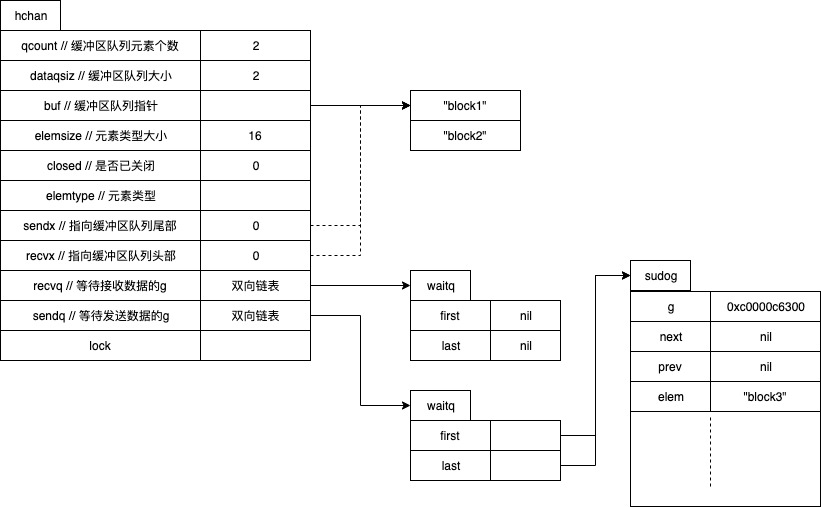 hchan
qcount // 缓冲区队列元素个数 2
dataqsiz // 缓冲区队列大小 2
buf // 缓冲区队列指针
elemsize // 元素类型大小 16
closed // 是否已关闭 0
elemtype // 元素类型
sendx // 指向缓冲区队列尾部 0
recvx // 指向缓冲区队列头部 0
recvq // 等待接收数据的g 双向链表
sendq // 等待发送数据的g 双向链表
lock
"block1"
"block2"
waitq
first nil
last nil
waitq
first
last
sudog
g 0xc0000c6300
next nil
prev nil
elem "block3"